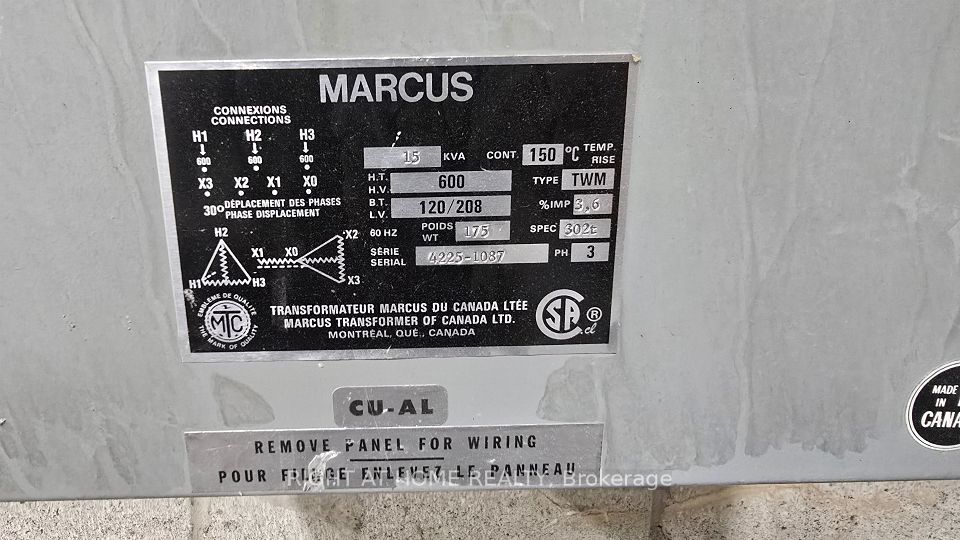 MARCUS
CONNEXIONS
CONNECTIONS
H1 H2 H3
600 600 600
X3 X2 X1 X0
30° DÉPLACEMENT DES PHASES
PHASE DISPLACEMENT
H2
H1 H3
X1 X0 X2
X3
15 KVA CONT. 150 °C TEMP. RISE
H.T.
H.V. 600 TYPE TWM
B.T.
L.V. 120/208 %IMP 3,6
60 HZ POIDS
WT 175 SPEC 302t
SÉRIE
SERIAL 4225-1087 PH 3
EMBLÈME DE QUALITÉ
MTC
THE MARK OF QUALITY
TRANSFORMATEUR MARCUS DU CANADA LTÉE
MARCUS TRANSFORMER OF CANADA LTD.
MONTRÉAL, QUÉ., CANADA
CSA ® cl
CU-AL
REMOVE PANEL FOR WIRING
POUR FILAGE ENLEVEZ LE PANNEAU
RIGHT AT HOME REALTY, Brokerage
MADE
IN
CANA